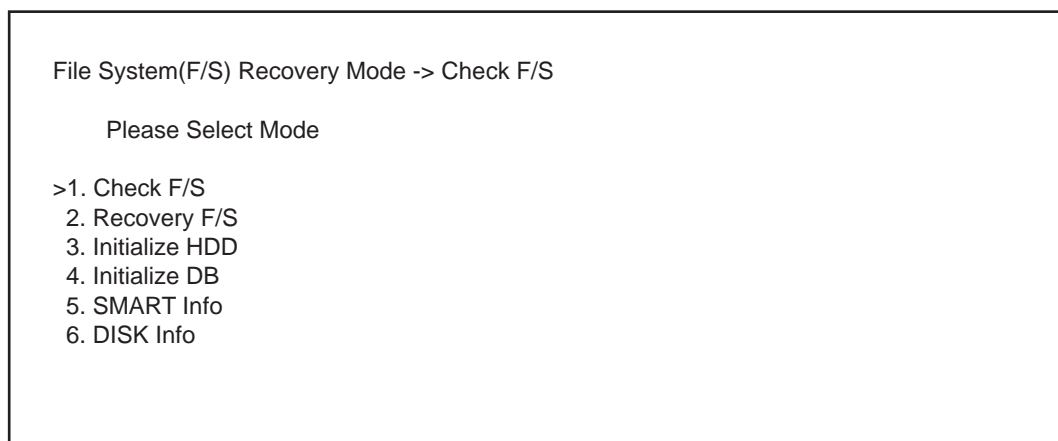 File System(F/S) Recovery Mode -> Check F/S
Please Select Mode
>1. Check F/S
2. Recovery F/S
3. Initialize HDD
4. Initialize DB
5. SMART Info
6. DISK Info